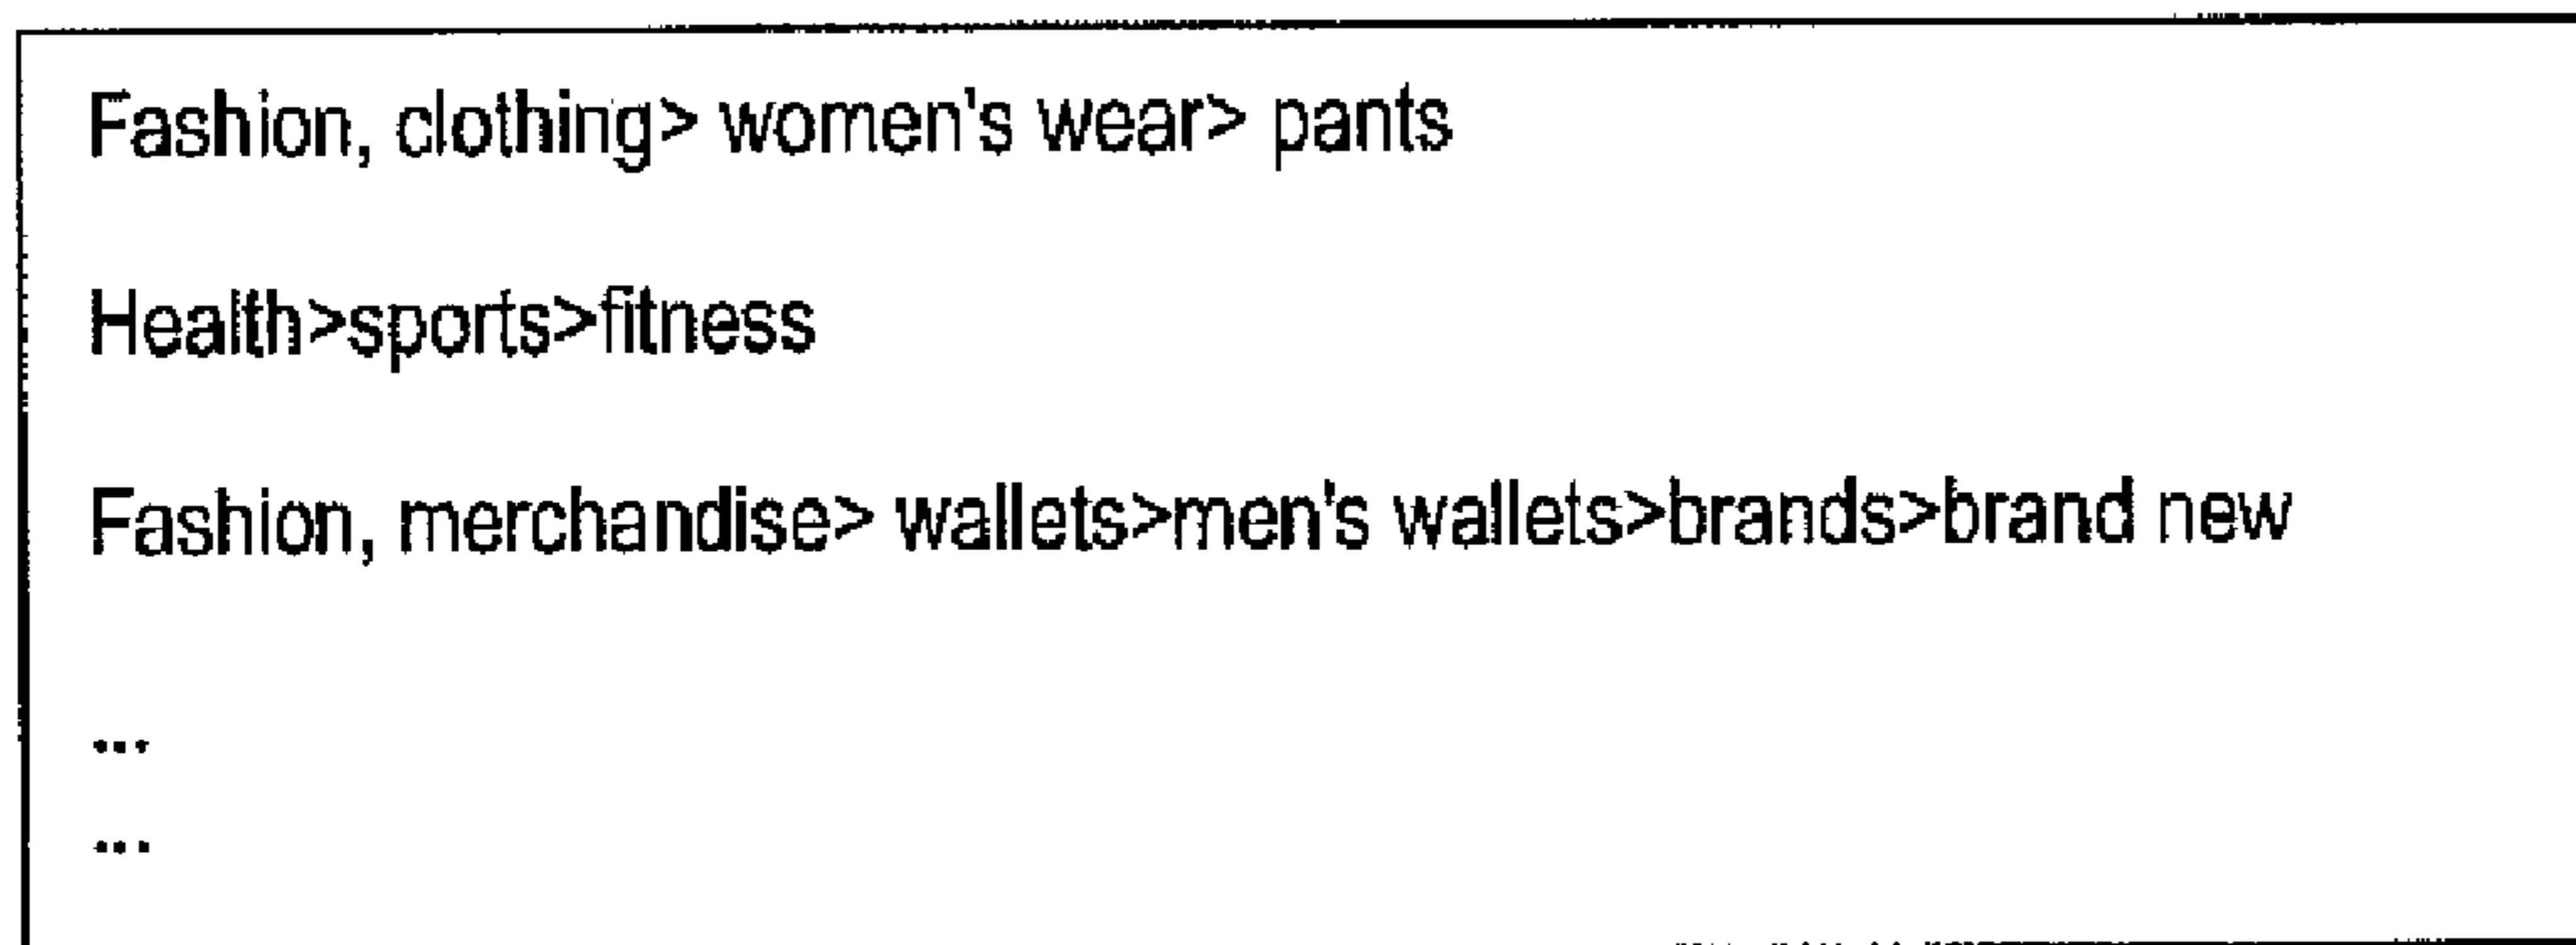 Fashion, clothing> women's wear> pants
Health>sports>fitness
Fashion, merchandise> wallets>men's wallets>brands>brand new
...
...